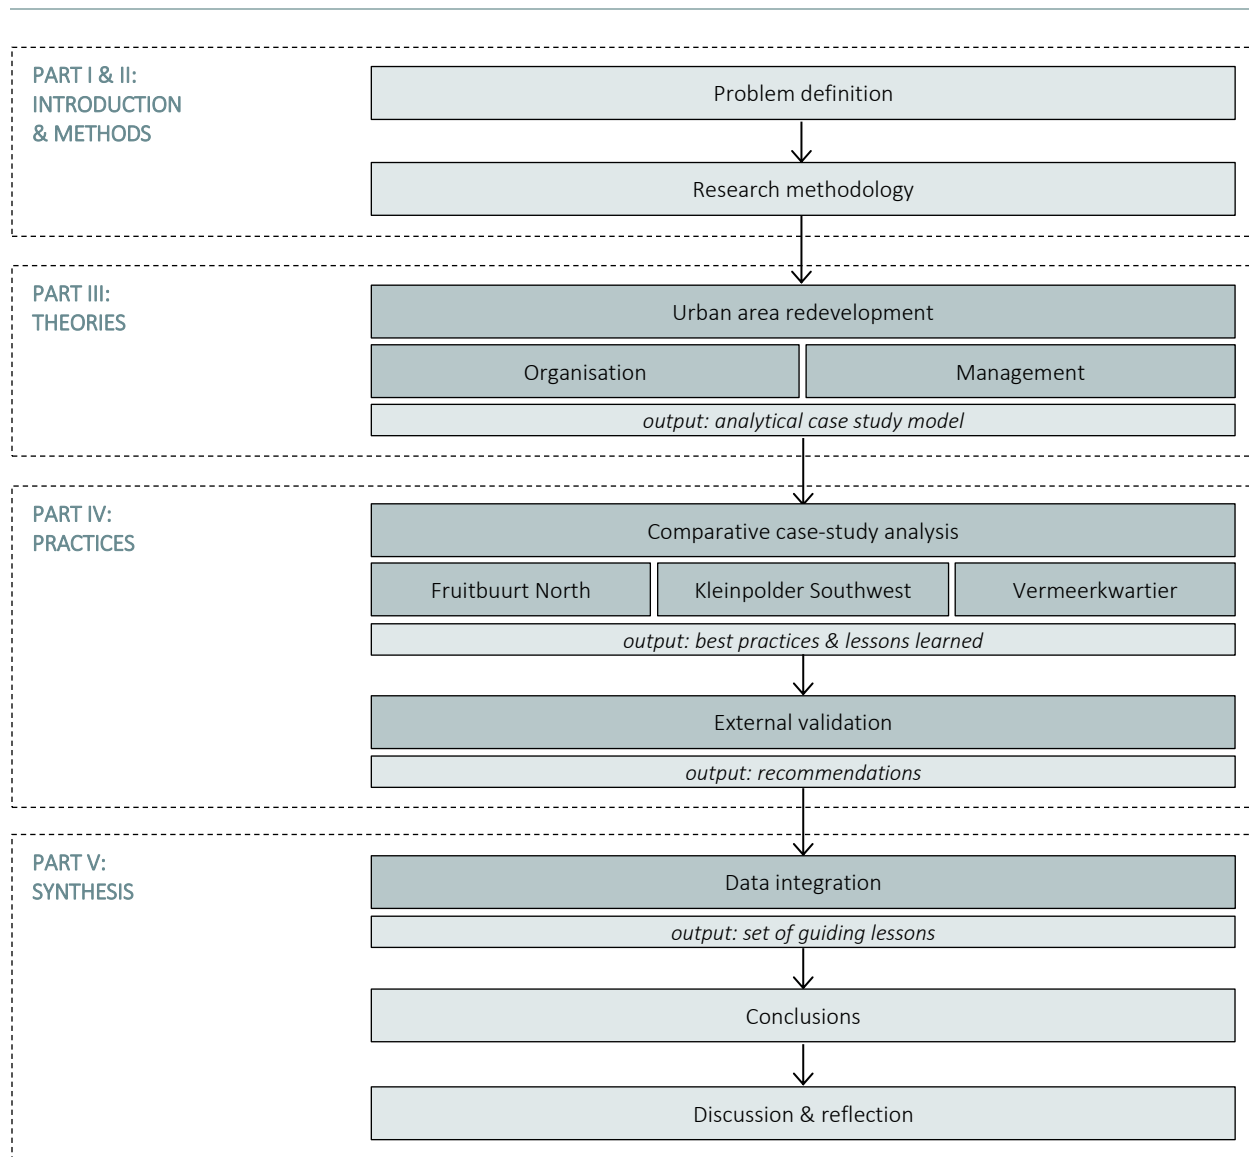 PART I & II:
INTRODUCTION
& METHODS
Problem definition
Research methodology
PART III:
THEORIES
Urban area redevelopment
Organisation
Management
output: analytical case study model
PART IV:
PRACTICES
Comparative case-study analysis
Fruitbuurt North
Kleinpolder Southwest
Vermeerkwartier
output: best practices & lessons learned
External validation
output: recommendations
PART V:
SYNTHESIS
Data integration
output: set of guiding lessons
Conclusions
Discussion & reflection